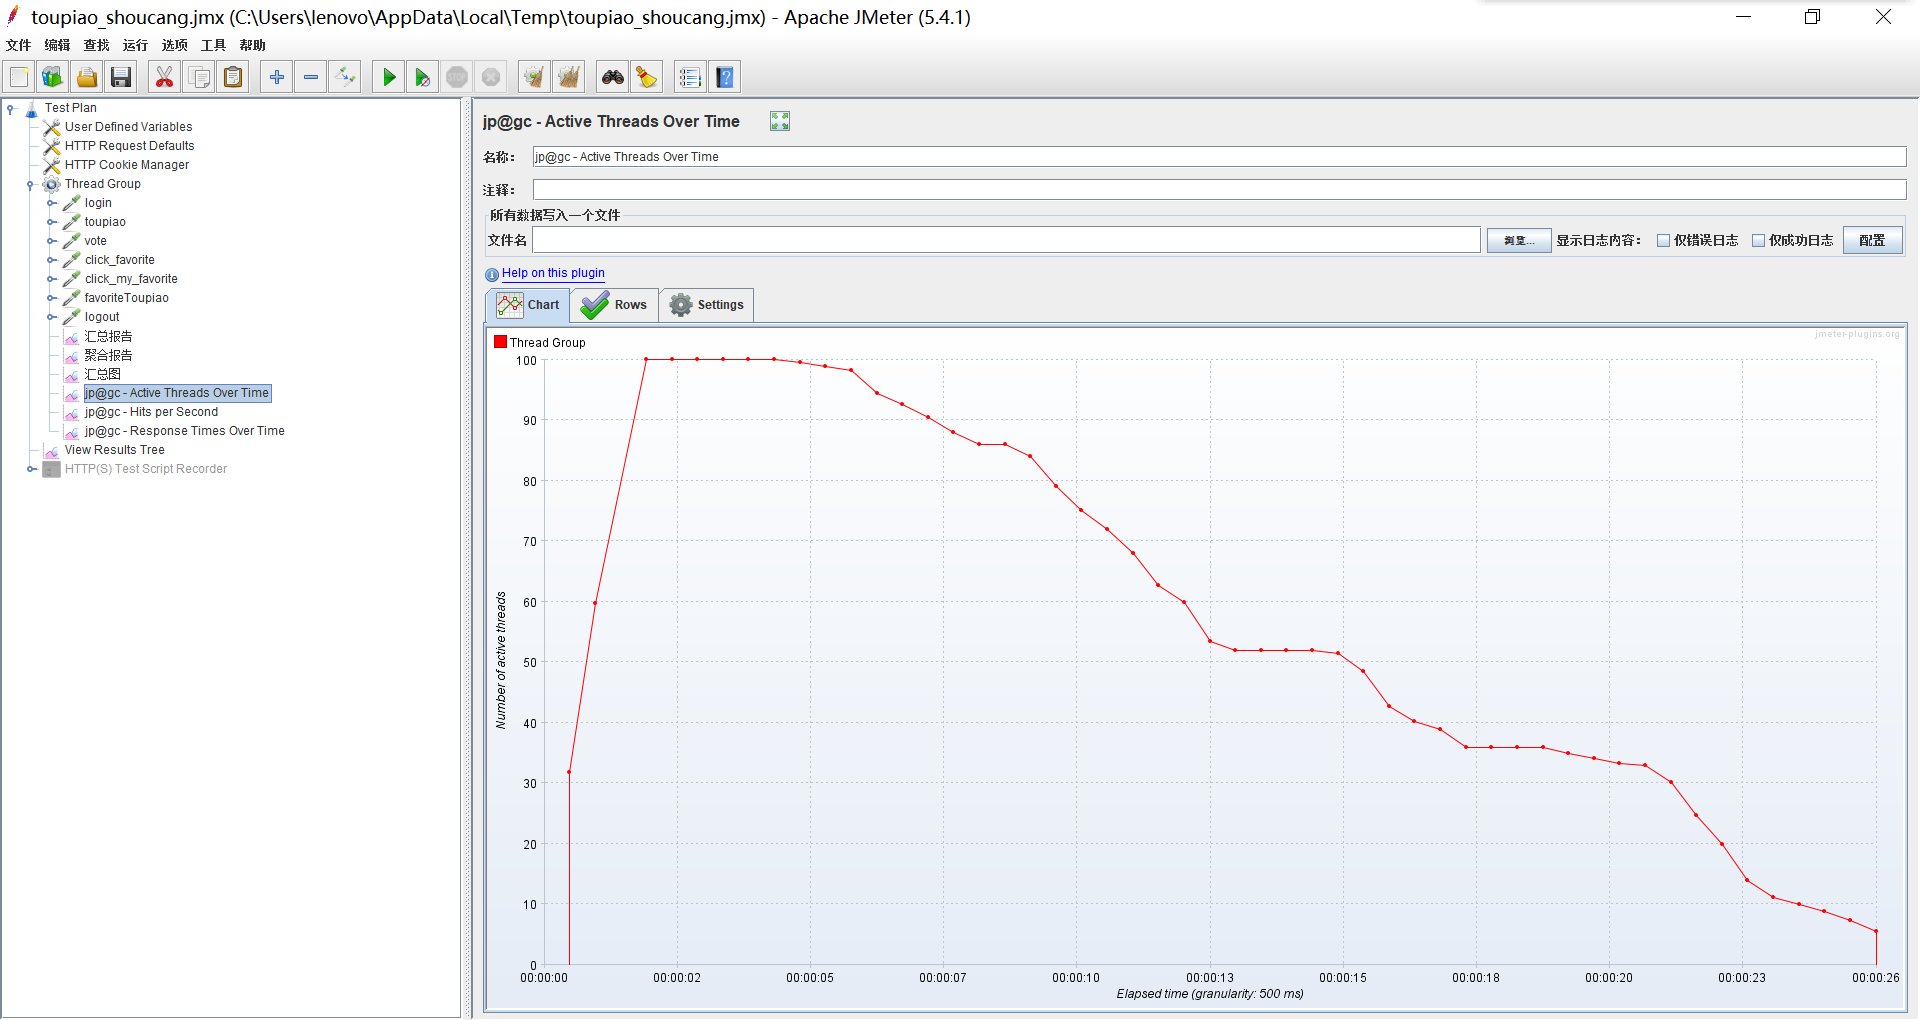 toupiao_shoucang.jmx (C:\Users\lenovo\AppData\Local\Temp\toupiao_shoucang.jmx) - Apache JMeter (5.4.1)
文件 编辑 查找 运行 选项 工具 帮助
STOP
Test Plan
User Defined Variables
HTTP Request Defaults
HTTP Cookie Manager
Thread Group
login
toupiao
vote
click_favorite
click_my_favorite
favoriteToupiao
logout
汇总报告
聚合报告
汇总图
jp@gc - Active Threads Over Time
jp@gc - Hits per Second
jp@gc - Response Times Over Time
View Results Tree
HTTP(S) Test Script Recorder
jp@gc - Active Threads Over Time
名称： jp@gc - Active Threads Over Time
注释：
所有数据写入一个文件
文件名 浏览... 显示日志内容： 仅错误日志 仅成功日志 配置
Help on this plugin
Chart Rows Settings
jmeter-plugins.org
Thread Group
100
90
80
70
60
50
40
30
20
10
0
Number of active threads
00:00:00 00:00:02 00:00:05 00:00:07 00:00:10 00:00:13 00:00:15 00:00:18 00:00:20 00:00:23 00:00:26
Elapsed time (granularity: 500 ms)